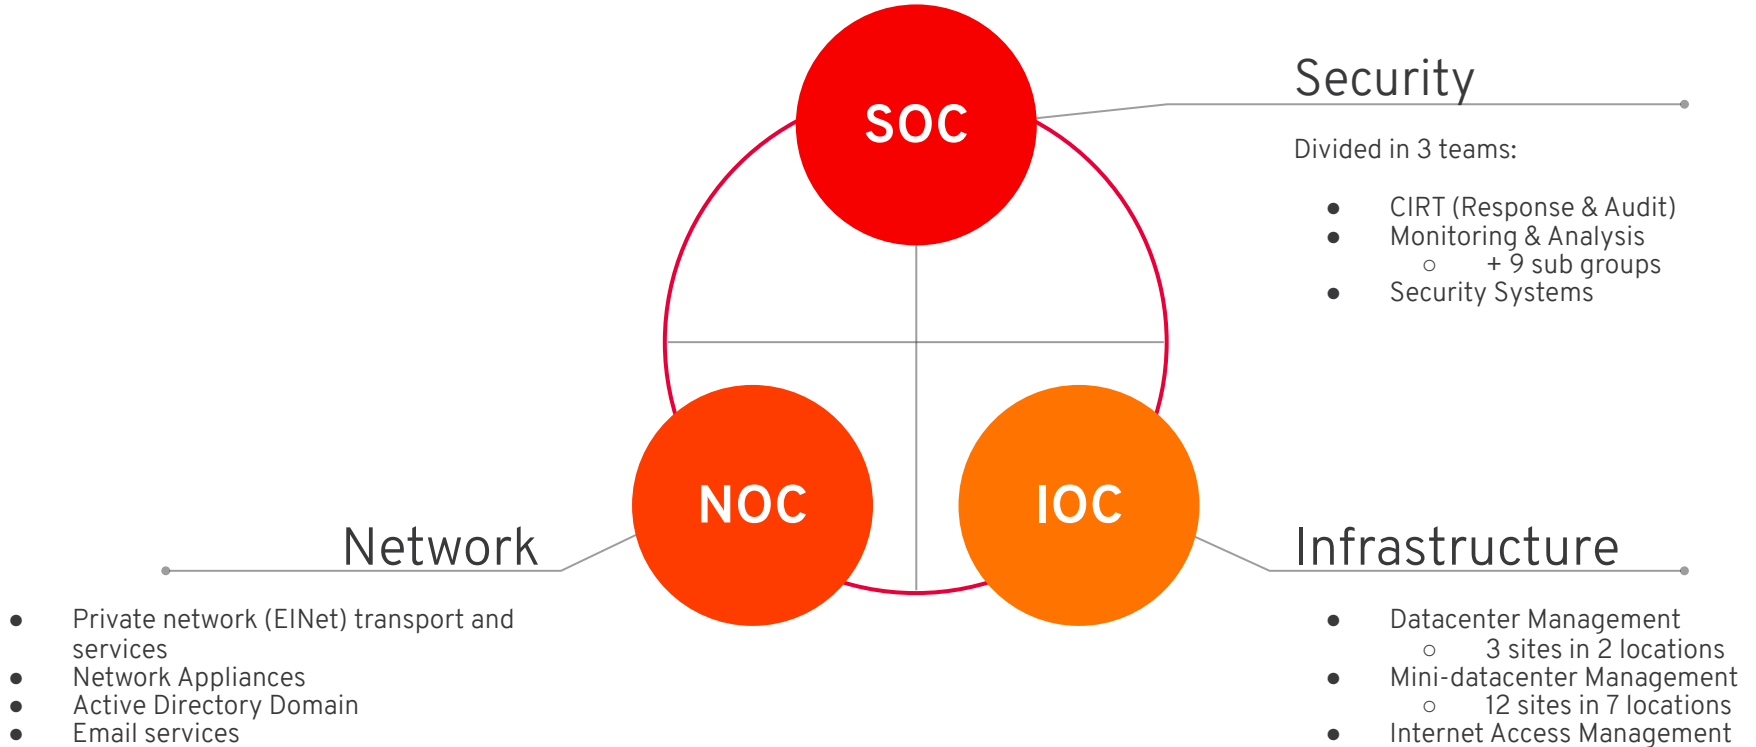 SOC
Security
Divided in 3 teams:
● CIRT (Response & Audit)
● Monitoring & Analysis
○ + 9 sub groups
● Security Systems
NOC
IOC
Network
● Private network (EINet) transport and
services
● Network Appliances
● Active Directory Domain
● Email services
Infrastructure
● Datacenter Management
○ 3 sites in 2 locations
● Mini-datacenter Management
○ 12 sites in 7 locations
● Internet Access Management